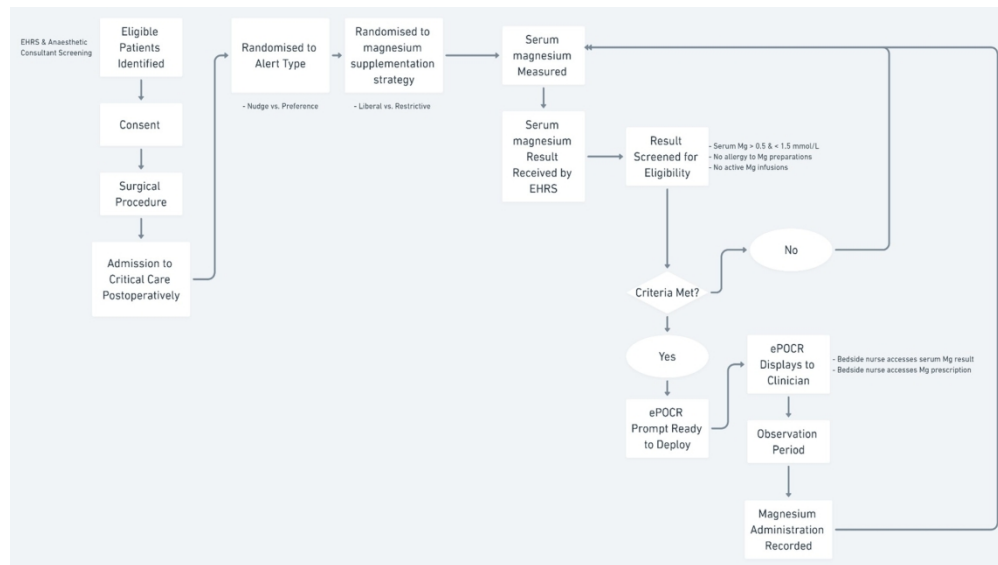 EHRS & Anaesthetic
Consultant Screening
Eligible
Patients
Identified
Consent
Surgical
Procedure
Admission to
Critical Care
Postoperatively
Randomised to
Alert Type
- Nudge vs. Preference
Randomised to
magnesium
supplementation
strategy
- Liberal vs. Restrictive
Serum
magnesium
Measured
Serum
magnesium
Result
Received by
EHRS
Result
Screened for
Eligibility
- Serum Mg > 0.5 & < 1.5 mmol/L
- No allergy to Mg preparations
- No active Mg infusions
Criteria Met?
No
Yes
ePOCR
Prompt Ready
to Deploy
ePOCR
Displays to
Clinician
- Bedside nurse accesses serum Mg result
- Bedside nurse accesses Mg prescription
Observation
Period
Magnesium
Administration
Recorded